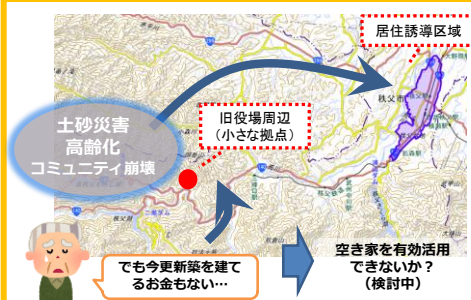 居住誘導区域
秩父市
旧役場周辺
(小さな拠点)
土砂災害
高齢化
コミュニティ崩壊
でも今更新築を建て
るお金もない…
空き家を有効活用
できないか?
(検討中)